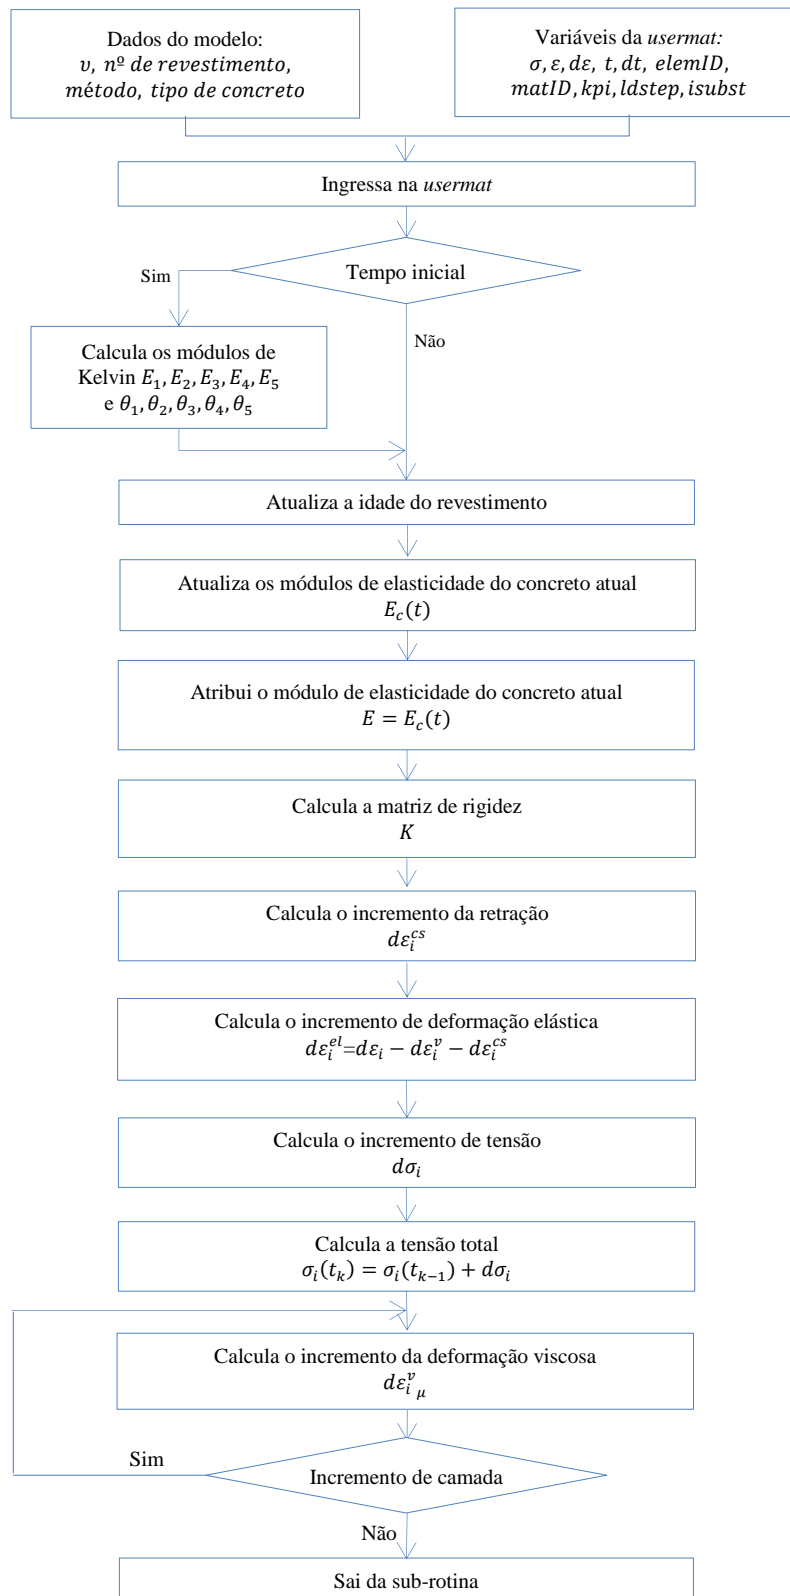 Dados do modelo:
υ, nº de revestimento,
método, tipo de concreto
Variáveis da usermat:
σ, ε, dε, t, dt, elemID,
matID, kpi, ldstep, isubst
Ingressa na usermat
Tempo inicial
Sim
Não
Calcula os módulos de
Kelvin E₁, E₂, E₃, E₄, E₅
e θ₁, θ₂, θ₃, θ₄, θ₅
Atualiza a idade do revestimento
Atualiza os módulos de elasticidade do concreto atual
E_c(t)
Atribui o módulo de elasticidade do concreto atual
E = E_c(t)
Calcula a matriz de rigidez
K
Calcula o incremento da retração
dε_i^cs
Calcula o incremento de deformação elástica
dε_i^el=dε_i − dε_i^v − dε_i^cs
Calcula o incremento de tensão
dσ_i
Calcula a tensão total
σ_i(t_k) = σ_i(t_{k−1}) + dσ_i
Calcula o incremento da deformação viscosa
dε_i^v_μ
Sim
Incremento de camada
Não
Sai da sub-rotina